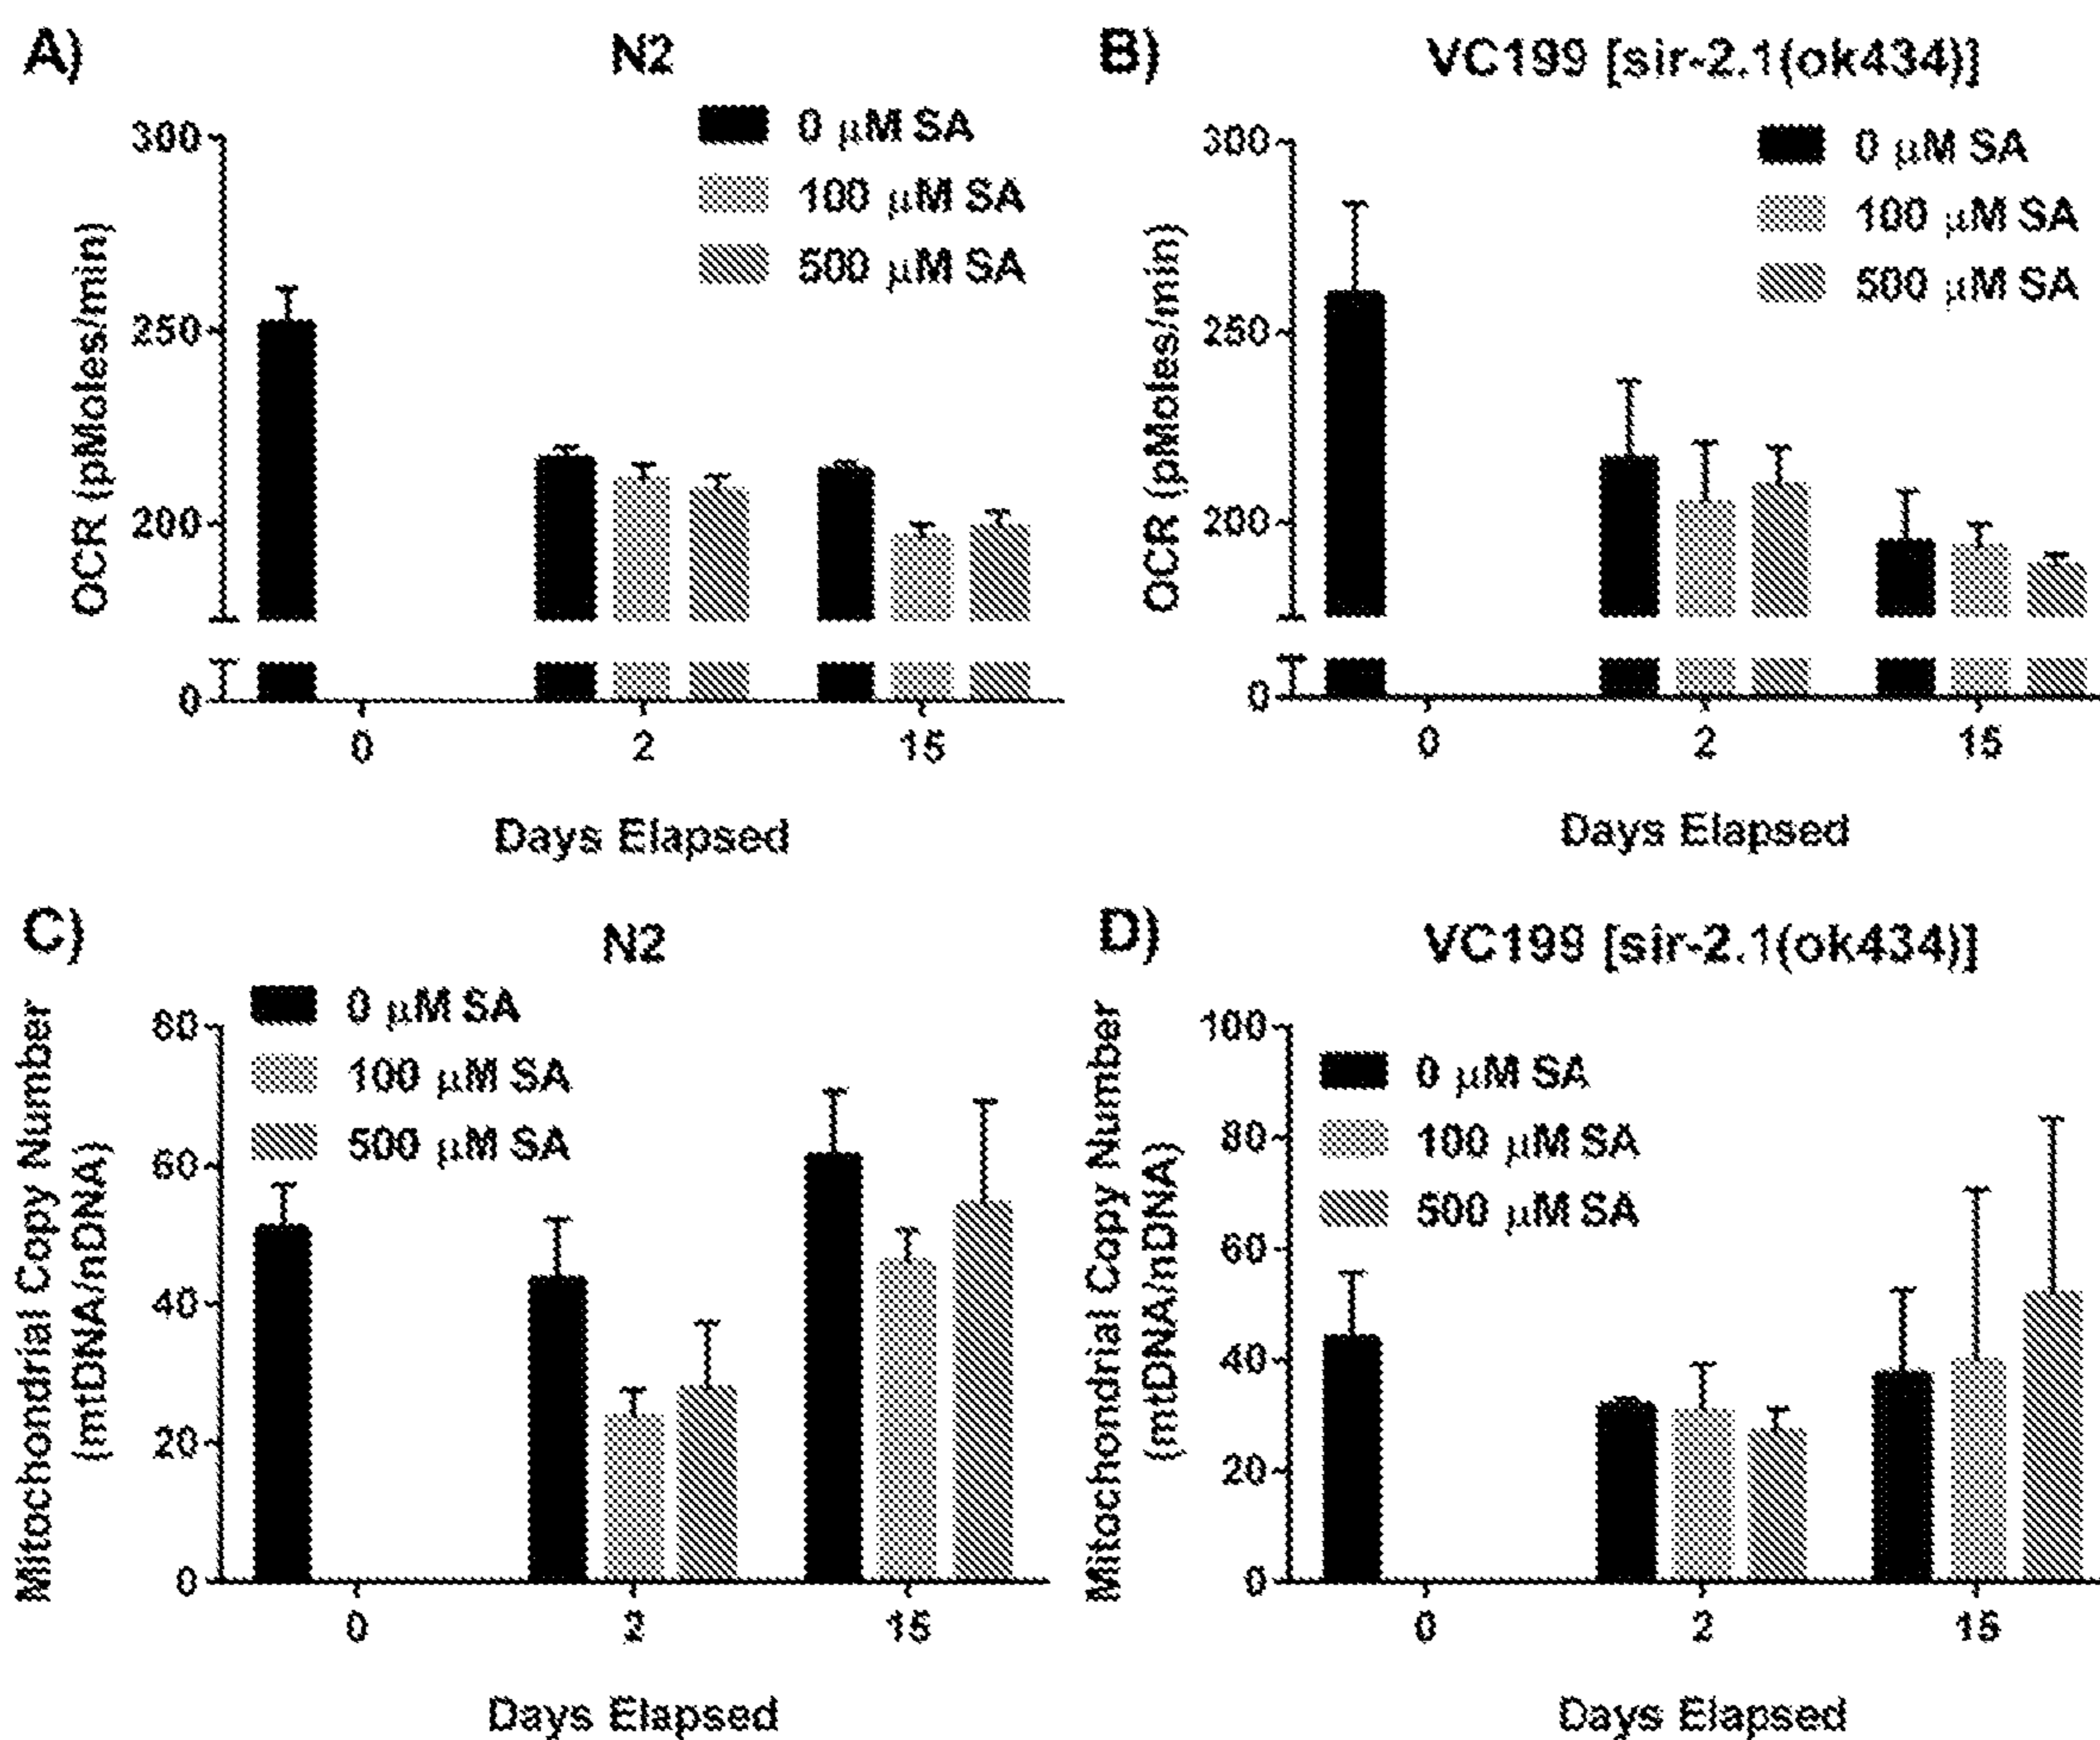 A)
N2
0 μM SA
100 μM SA
500 μM SA
OCR (pMoles/min)
300
250
200
0
0 2 15
Days Elapsed
B)
VC199 [sir-2.1(ok434)]
0 μM SA
100 μM SA
500 μM SA
OCR (pMoles/min)
300
250
200
0
0 2 15
Days Elapsed
C)
N2
0 μM SA
100 μM SA
500 μM SA
Mitochondrial Copy Number
(mtDNA/nDNA)
80
60
40
20
0
0 2 15
Days Elapsed
D)
VC199 [sir-2.1(ok434)]
0 μM SA
100 μM SA
500 μM SA
Mitochondrial Copy Number
(mtDNA/nDNA)
100
80
60
40
20
0
0 2 15
Days Elapsed